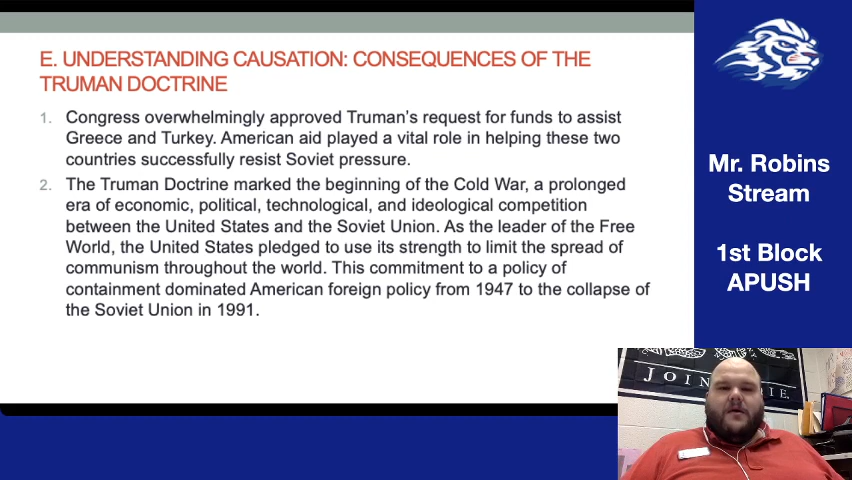 E. UNDERSTANDING CAUSATION: CONSEQUENCES OF THE
TRUMAN DOCTRINE
1. Congress overwhelmingly approved Truman's request for funds to assist
Greece and Turkey. American aid played a vital role in helping these two
countries successfully resist Soviet pressure.
2. The Truman Doctrine marked the beginning of the Cold War, a prolonged
era of economic, political, technological, and ideological competition
between the United States and the Soviet Union. As the leader of the Free
World, the United States pledged to use its strength to limit the spread of
communism throughout the world. This commitment to a policy of
containment dominated American foreign policy from 1947 to the collapse of
the Soviet Union in 1991.
Mr. Robins
Stream
1st Block
APUSH
JOIN
IE.